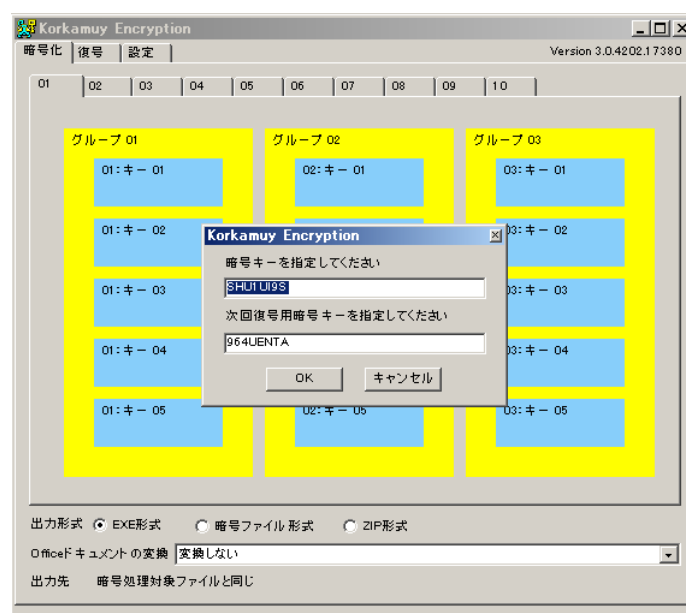 Korkamuy Encryption
暗号化 復号 設定 Version 3.0.4202.17380
01 02 03 04 05 06 07 08 09 10
グループ 01 グループ 02 グループ 03
01:キー 01 02:キー 01 03:キー 01
01:キー 02 03:キー 02
Korkamuy Encryption
暗号キーを指定してください
SHU1UI9S
01:キー 03 03:キー 03
次回復号用暗号キーを指定してください
964UENTA
01:キー 04 03:キー 04
OK キャンセル
01:キー 05 02:キー 05 03:キー 05
出力形式 EXE形式 暗号ファイル形式 ZIP形式
Officeドキュメントの変換 変換しない
出力先 暗号処理対象ファイルと同じ